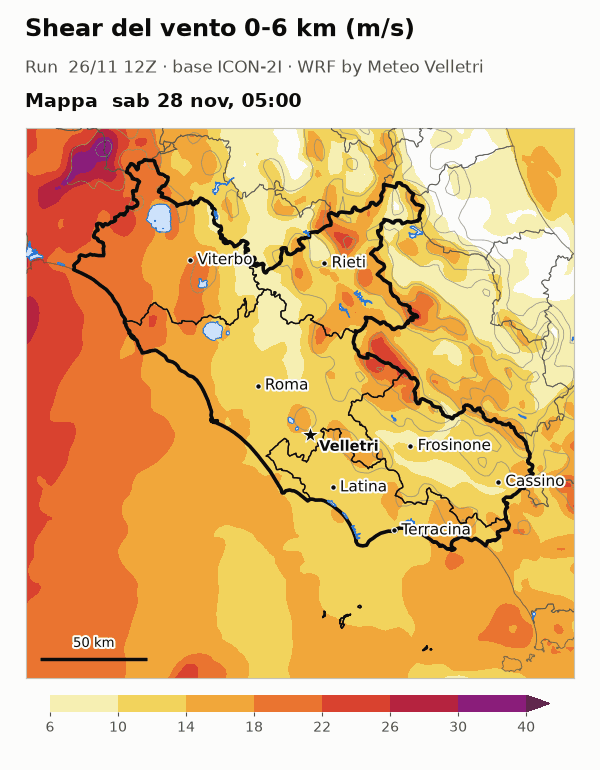 Shear del vento 0-6 km (m/s)
Run  26/11 12Z · base ICON-2I · WRF by Meteo Velletri
Mappa  sab 28 nov, 05:00
Viterbo
Rieti
Roma
Velletri
Frosinone
Cassino
Latina
Terracina
50 km
6 10 14 18 22 26 30 40